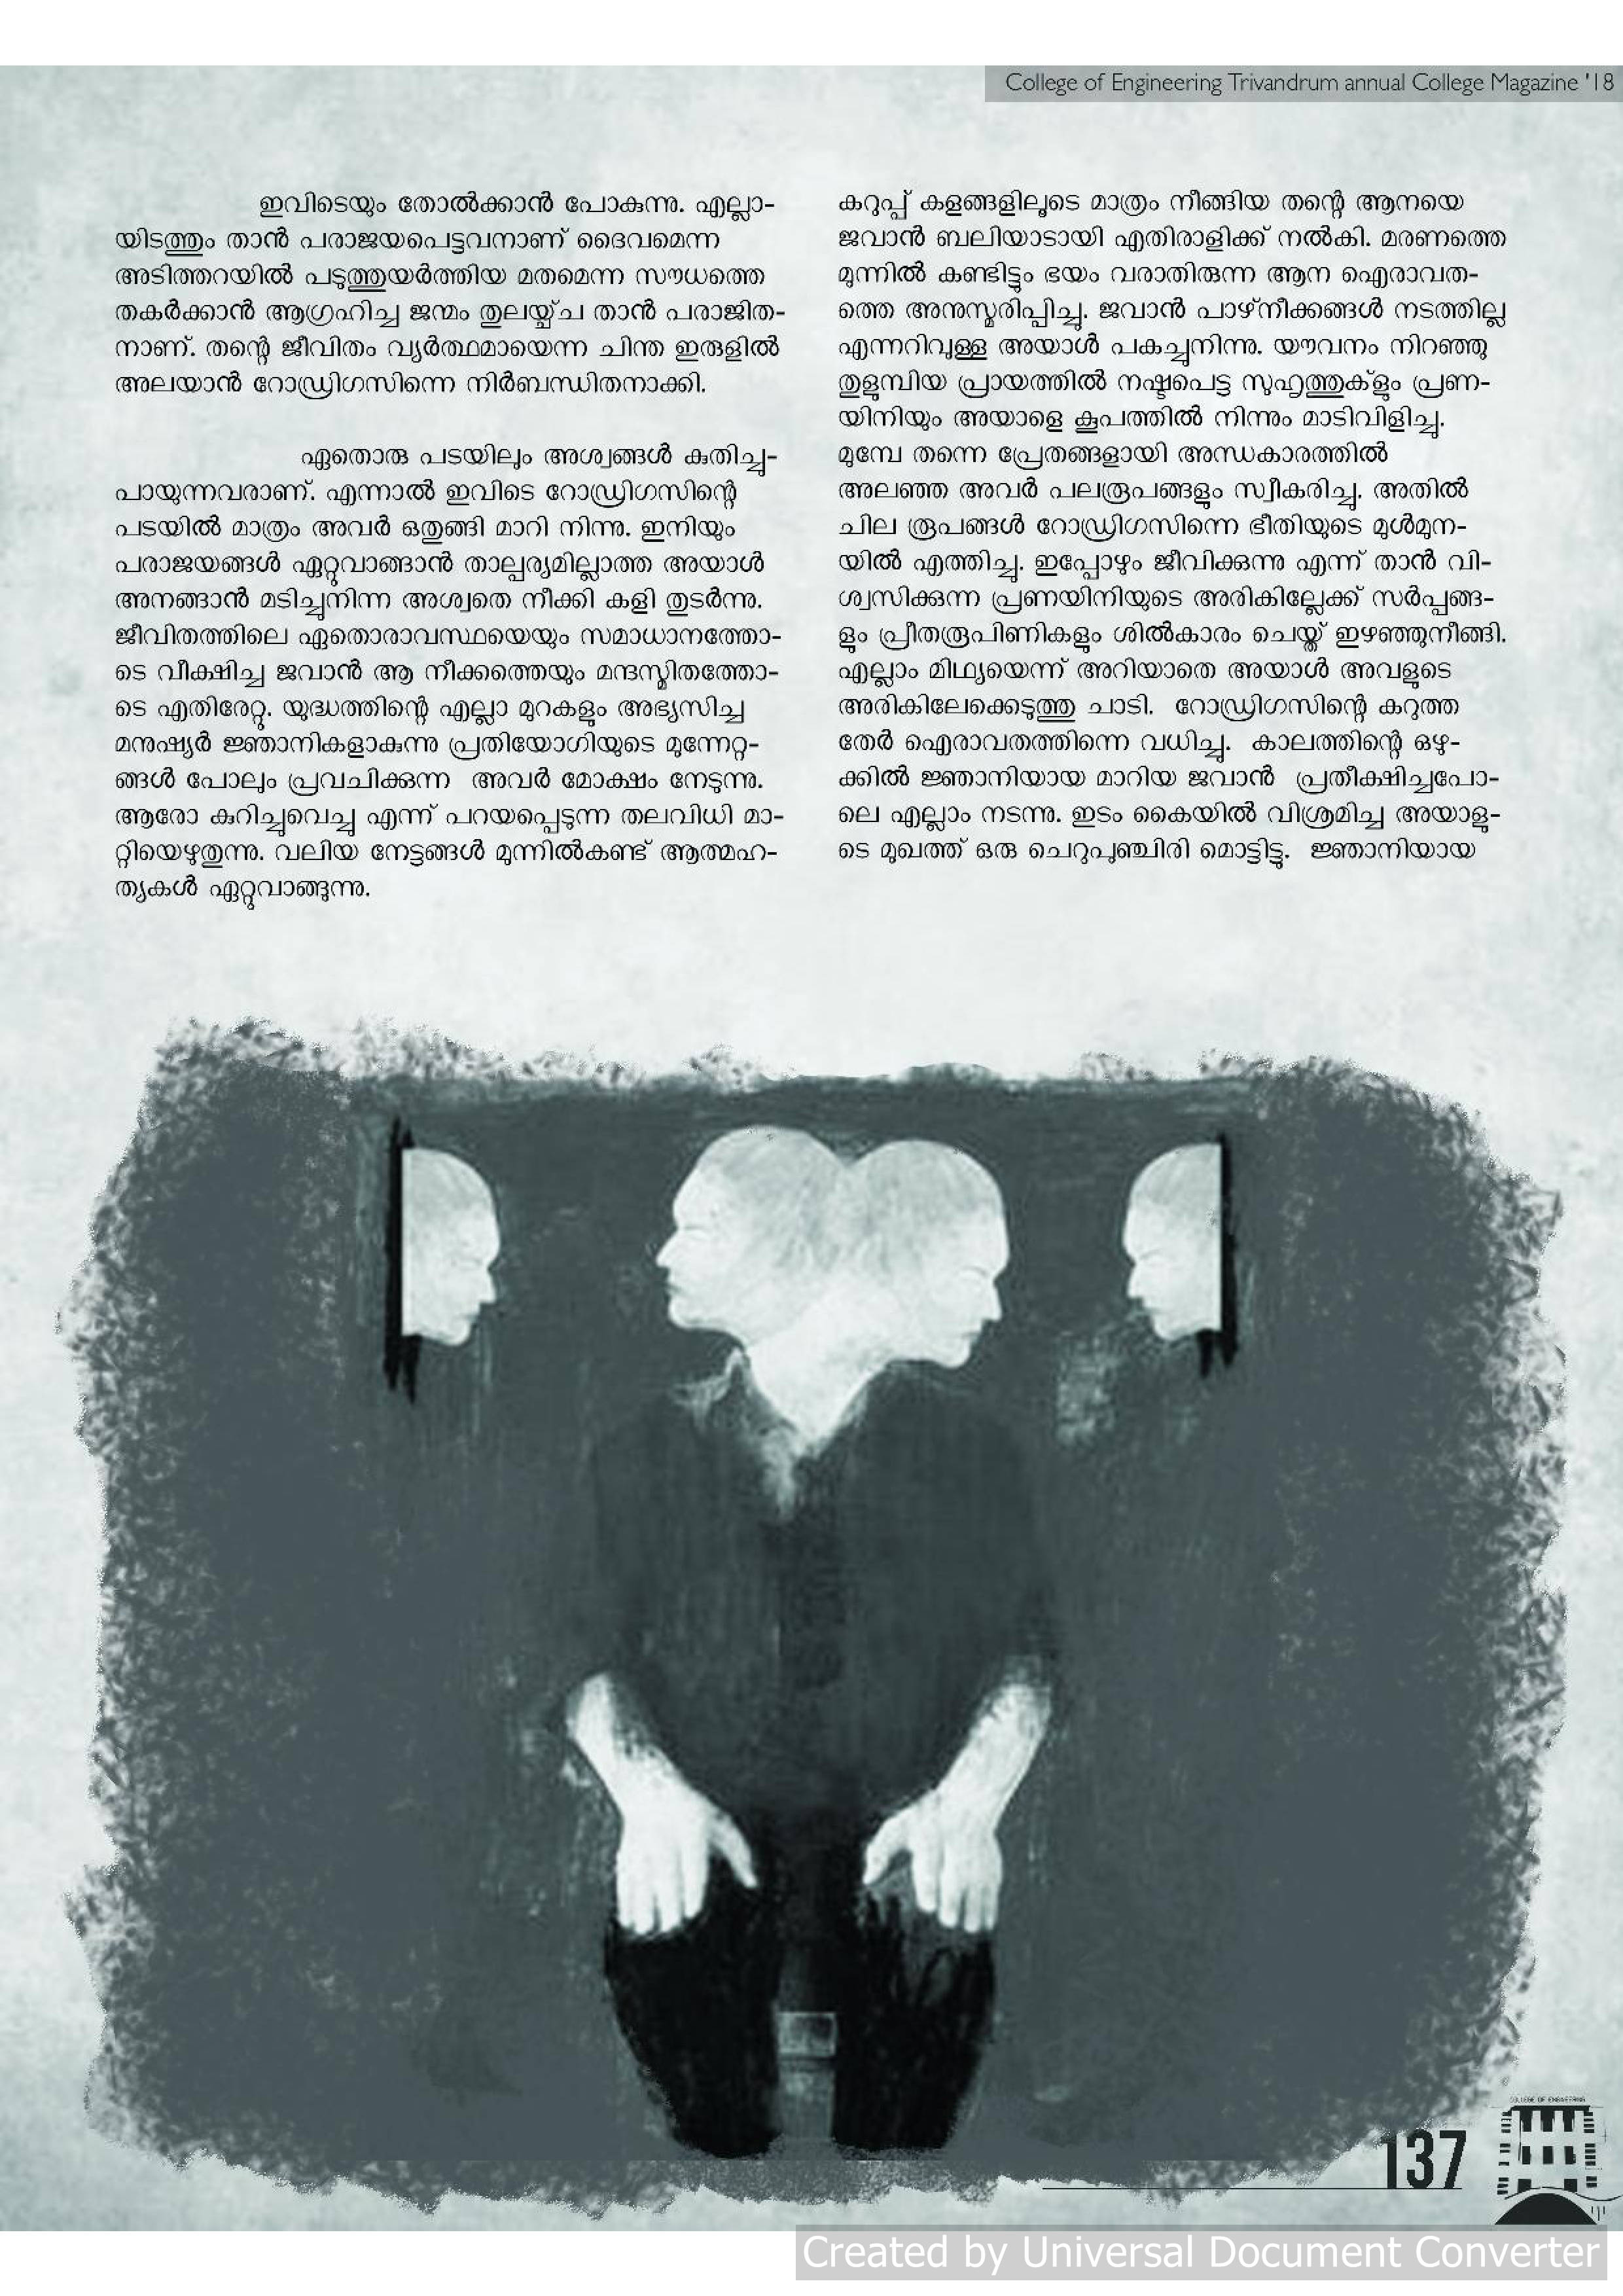 College of Engineering Trivandrum annual College Magazine '18
ഇവിടെയും തോൽക്കാൻ പോകുന്നു. എല്ലാ-
യിടത്തും താൻ പരാജയപെട്ടവനാണ് ദൈവമെന്ന
അടിത്തറയിൽ പടുത്തുയർത്തിയ മതമെന്ന സൗധത്തെ
തകർക്കാൻ ആഗ്രഹിച്ച ജന്മം തുലയ്ച്ച താൻ പരാജിത-
നാണ്. തന്റെ ജീവിതം വ്യർത്ഥമായെന്ന ചിന്ത ഇരുളിൽ
അലയാൻ റോഡ്രിഗസിനെ നിർബന്ധിതനാക്കി.
ഏതൊരു പടയിലും അശ്വങ്ങൾ കുതിച്ചു-
പായുന്നവരാണ്. എന്നാൽ ഇവിടെ റോഡ്രിഗസിന്റെ
പടയിൽ മാത്രം അവർ ഒതുങ്ങി മാറി നിന്നു. ഇനിയും
പരാജയങ്ങൾ ഏറ്റുവാങ്ങാൻ താല്പര്യമില്ലാത്ത അയാൾ
അനങ്ങാൻ മടിച്ചുനിന്ന അശ്വതെ നീക്കി കളി തുടർന്നു.
ജീവിതത്തിലെ ഏതൊരാവസ്ഥയെയും സമാധാനത്തോ-
ടെ വീക്ഷിച്ച ജവാൻ ആ നീക്കത്തെയും മന്ദസ്മിതത്തോ-
ടെ എതിരേറ്റു. യുദ്ധത്തിന്റെ എല്ലാ മുറകളും അഭ്യസിച്ച
മനുഷ്യർ ജ്ഞാനികളാകുന്നു പ്രതിയോഗിയുടെ മുന്നേറ്റ-
ങ്ങൾ പോലും പ്രവചിക്കുന്ന അവർ മോക്ഷം നേടുന്നു.
ആരോ കുറിച്ചുവെച്ചു എന്ന് പറയപ്പെടുന്ന തലവിധി മാ-
റ്റിയെഴുതുന്നു. വലിയ നേട്ടങ്ങൾ മുന്നിൽകണ്ട് ആത്മഹ-
ത്യകൾ ഏറ്റുവാങ്ങുന്നു.
കറുപ്പ് കളങ്ങളിലൂടെ മാത്രം നീങ്ങിയ തന്റെ ആനയെ
ജവാൻ ബലിയാടായി എതിരാളിക്ക് നൽകി. മരണത്തെ
മുന്നിൽ കണ്ടിട്ടും ഭയം വരാതിരുന്ന ആന ഐരാവത-
ത്തെ അനുസ്മരിപ്പിച്ചു. ജവാൻ പാഴ്നീക്കങ്ങൾ നടത്തില്ല
എന്നറിവുള്ള അയാൾ പകച്ചുനിന്നു. യൗവനം നിറഞ്ഞു
തുളുമ്പിയ പ്രായത്തിൽ നഷ്ടപെട്ട സുഹൃത്തുക്ളും പ്രണ-
യിനിയും അയാളെ കൂപത്തിൽ നിന്നും മാടിവിളിച്ചു.
മുമ്പേ തന്നെ പ്രേതങ്ങളായി അന്ധകാരത്തിൽ
അലഞ്ഞ അവർ പലരൂപങ്ങളും സ്വീകരിച്ചു. അതിൽ
ചില രൂപങ്ങൾ റോഡ്രിഗസിനെ ഭീതിയുടെ മുൾമുന-
യിൽ എത്തിച്ചു. ഇപ്പോഴും ജീവിക്കുന്നു എന്ന് താൻ വി-
ശ്വസിക്കുന്ന പ്രണയിനിയുടെ അരികില്ലേക്ക് സർപ്പങ്ങ-
ളും പ്രീതരൂപിണികളും ശിൽകാരം ചെയ്ത് ഇഴഞ്ഞുനീങ്ങി.
എല്ലാം മിഥ്യയെന്ന് അറിയാതെ അയാൾ അവളുടെ
അരികിലേക്കെടുത്തു ചാടി. റോഡ്രിഗസിന്റെ കറുത്ത
തേർ ഐരാവതത്തിനെ വധിച്ചു. കാലത്തിന്റെ ഒഴു-
ക്കിൽ ജ്ഞാനിയായ മാറിയ ജവാൻ പ്രതീക്ഷിച്ചപോ-
ലെ എല്ലാം നടന്നു. ഇടം കൈയിൽ വിശ്രമിച്ച അയാളു-
ടെ മുഖത്ത് ഒരു ചെറുപുഞ്ചിരി മൊട്ടിട്ടു. ജ്ഞാനിയായ
COLLEGE OF ENGINEERING
137
Created by Universal Document Converter